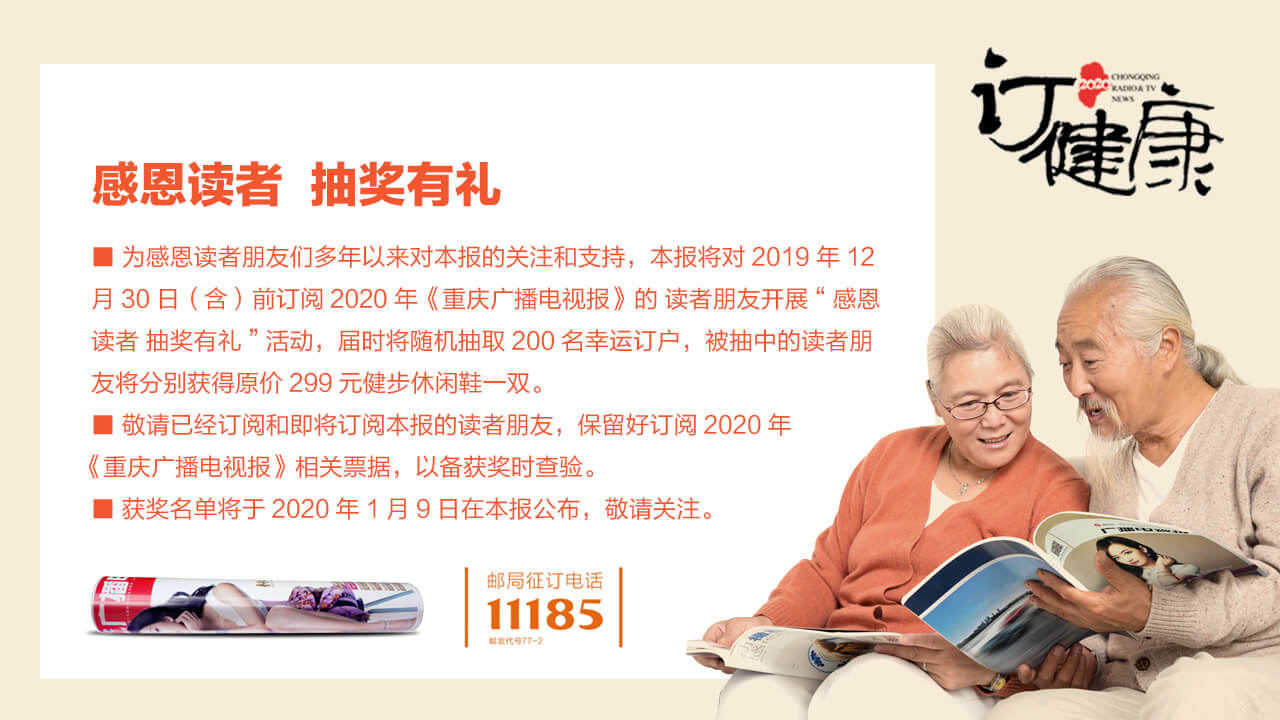 订健康
2020
CHONGQING
RADIO & TV
NEWS
感恩读者 抽奖有礼
■ 为感恩读者朋友们多年以来对本报的关注和支持，本报将对 2019 年 12
月 30 日（含）前订阅 2020 年《重庆广播电视报》的 读者朋友开展“ 感恩
读者 抽奖有礼 ”活动，届时将随机抽取 200 名幸运订户，被抽中的读者朋
友将分别获得原价 299 元健步休闲鞋一双。
■ 敬请已经订阅和即将订阅本报的读者朋友，保留好订阅 2020 年
《重庆广播电视报》相关票据，以备获奖时查验。
■ 获奖名单将于 2020 年 1 月 9 日在本报公布，敬请关注。
邮局征订电话
11185
邮发代号77-2